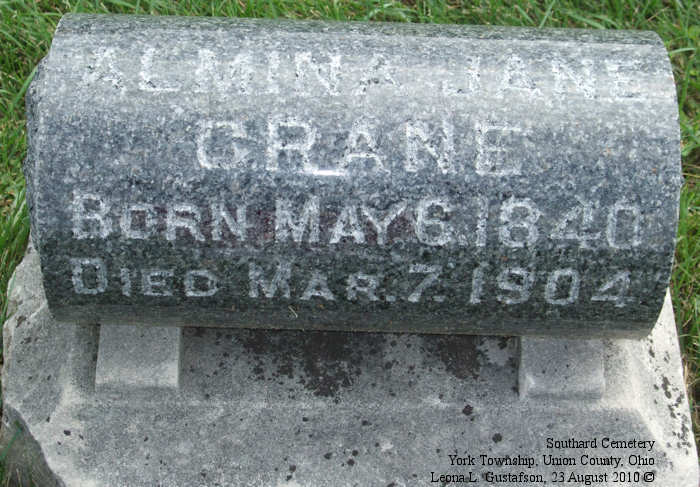 ALMINA JANE
CRANE
BORN MAY 6. 1840
DIED MAR. 7. 1904
Southard Cemetery
York Township, Union County, Ohio
Leona L. Gustafson, 23 August 2010 ©